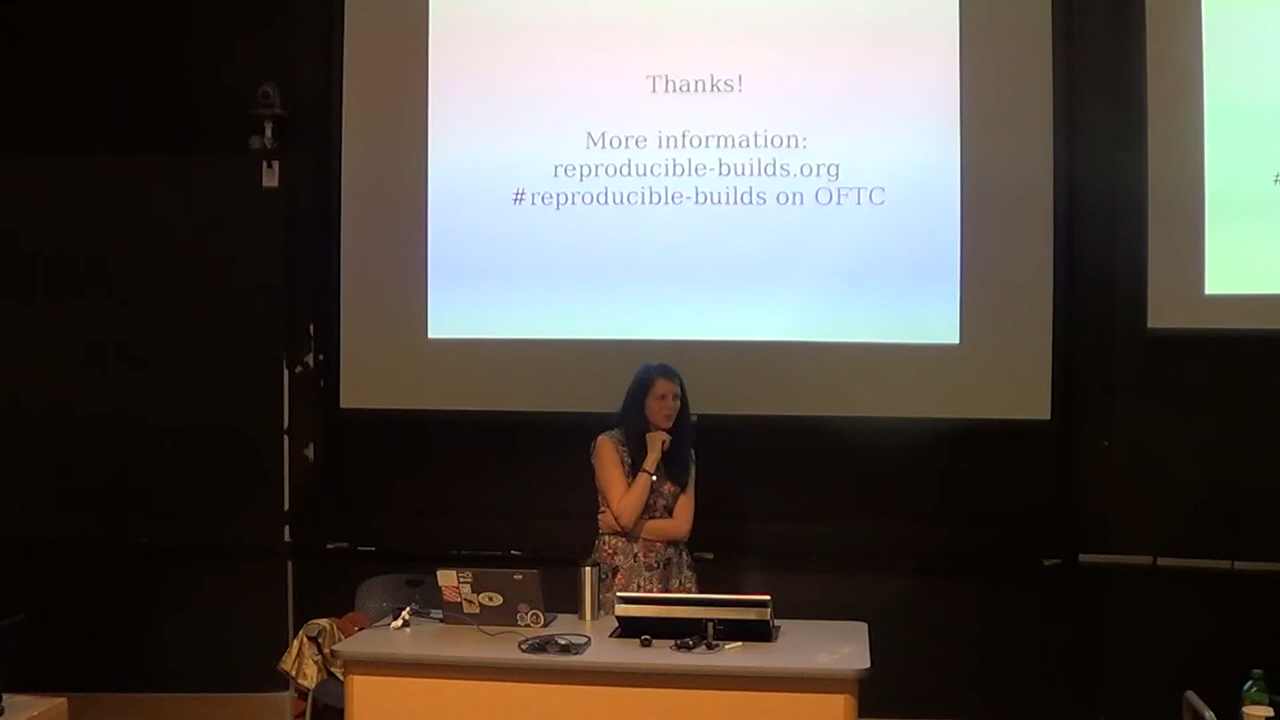 Thanks!
More information:
reproducible-builds.org
#reproducible-builds on OFTC
#